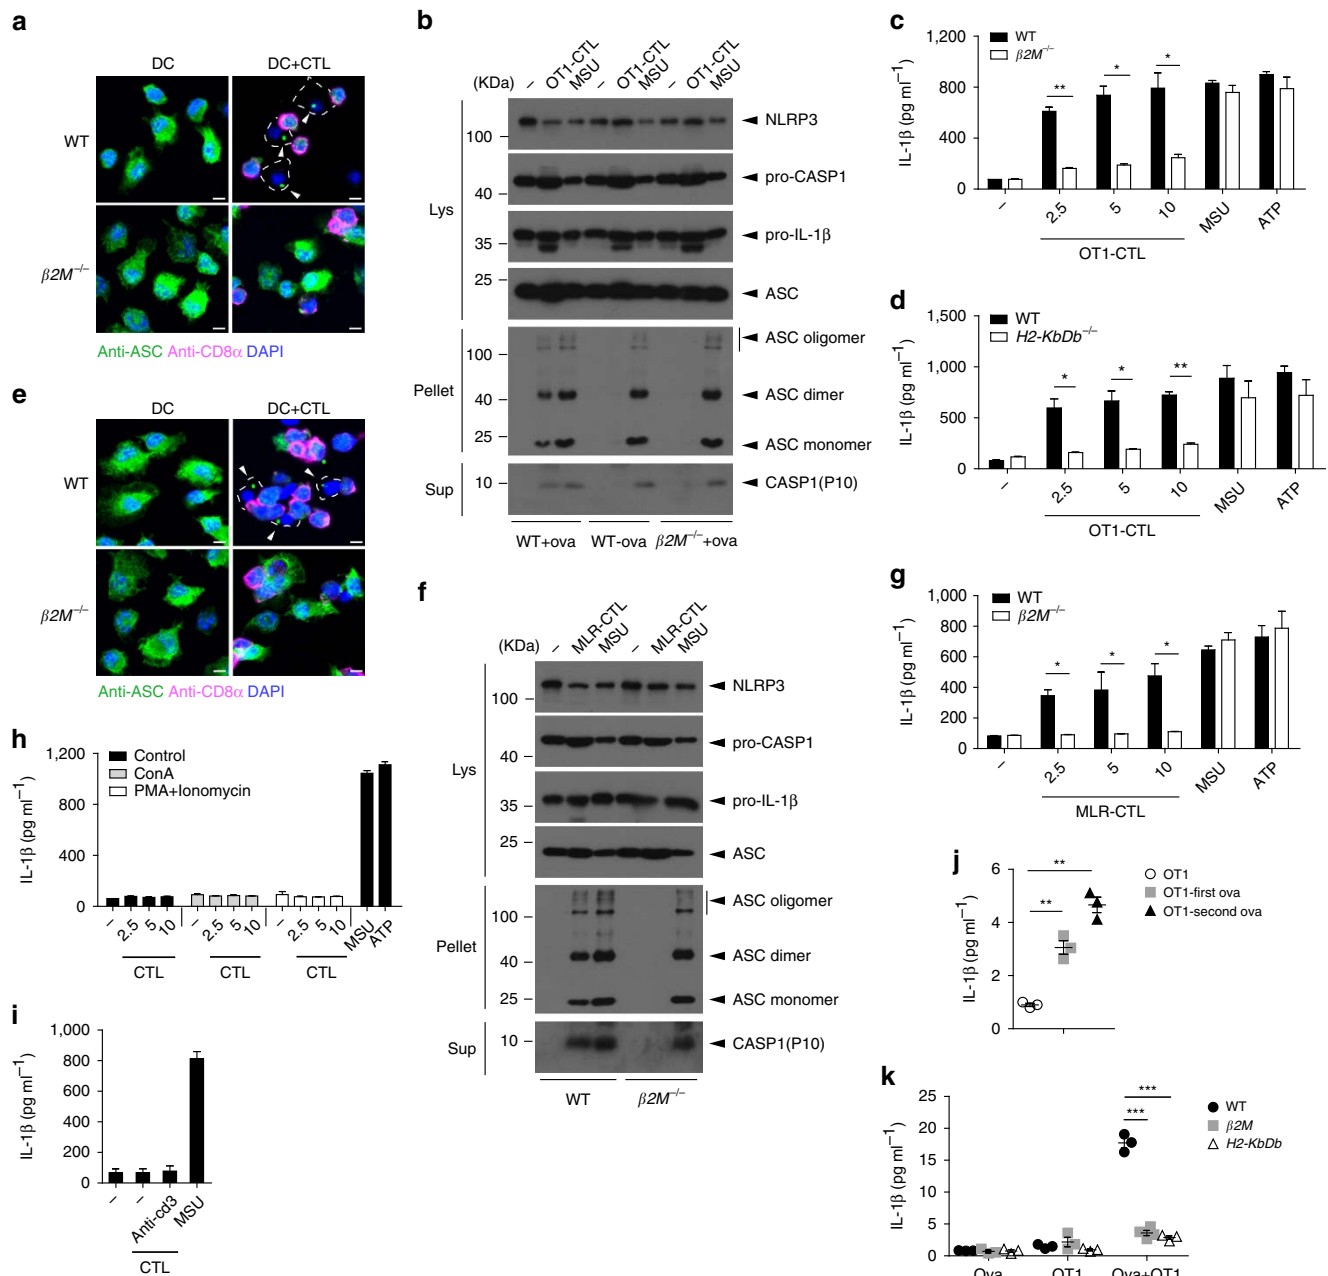 a
DC
DC+CTL
WT
β2M−/−
Anti-ASC Anti-CD8α DAPI
b
(KDa)
– OT1-CTL MSU – OT1-CTL MSU – OT1-CTL MSU
Lys
100
NLRP3
40
pro-CASP1
35
pro-IL-1β
25
ASC
Pellet
100
ASC oligomer
40
ASC dimer
25
ASC monomer
Sup
10
CASP1(P10)
WT+ova WT-ova β2M−/−+ova
c
WT
β2M−/−
IL-1β (pg ml−1)
1,200
800
400
0
** * *
– 2.5 5 10 MSU ATP
OT1-CTL
d
WT
H2-KbDb−/−
IL-1β (pg ml−1)
1,500
1,000
500
0
* * **
– 2.5 5 10 MSU ATP
OT1-CTL
e
DC
DC+CTL
WT
β2M−/−
Anti-ASC Anti-CD8α DAPI
f
(KDa)
– MLR-CTL MSU – MLR-CTL MSU
Lys
100
NLRP3
40
pro-CASP1
35
pro-IL-1β
25
ASC
Pellet
100
ASC oligomer
40
ASC dimer
25
ASC monomer
Sup
10
CASP1(P10)
WT β2M−/−
g
WT
β2M−/−
IL-1β (pg ml−1)
1,000
800
600
400
200
0
* * *
– 2.5 5 10 MSU ATP
MLR-CTL
h
Control
ConA
PMA+Ionomycin
IL-1β (pg ml−1)
1,200
800
400
0
– 2.5 5 10 – 2.5 5 10 – 2.5 5 10 MSU ATP
CTL CTL CTL
i
IL-1β (pg ml−1)
1,000
800
600
400
200
0
– – Anti-cd3 MSU
CTL
j
OT1
OT1-first ova
OT1-second ova
IL-1β (pg ml−1)
6
4
2
0
**
**
k
WT
β2M
H2-KbDb
IL-1β (pg ml−1)
25
20
15
10
5
0
***
***
Ova OT1 Ova+OT1